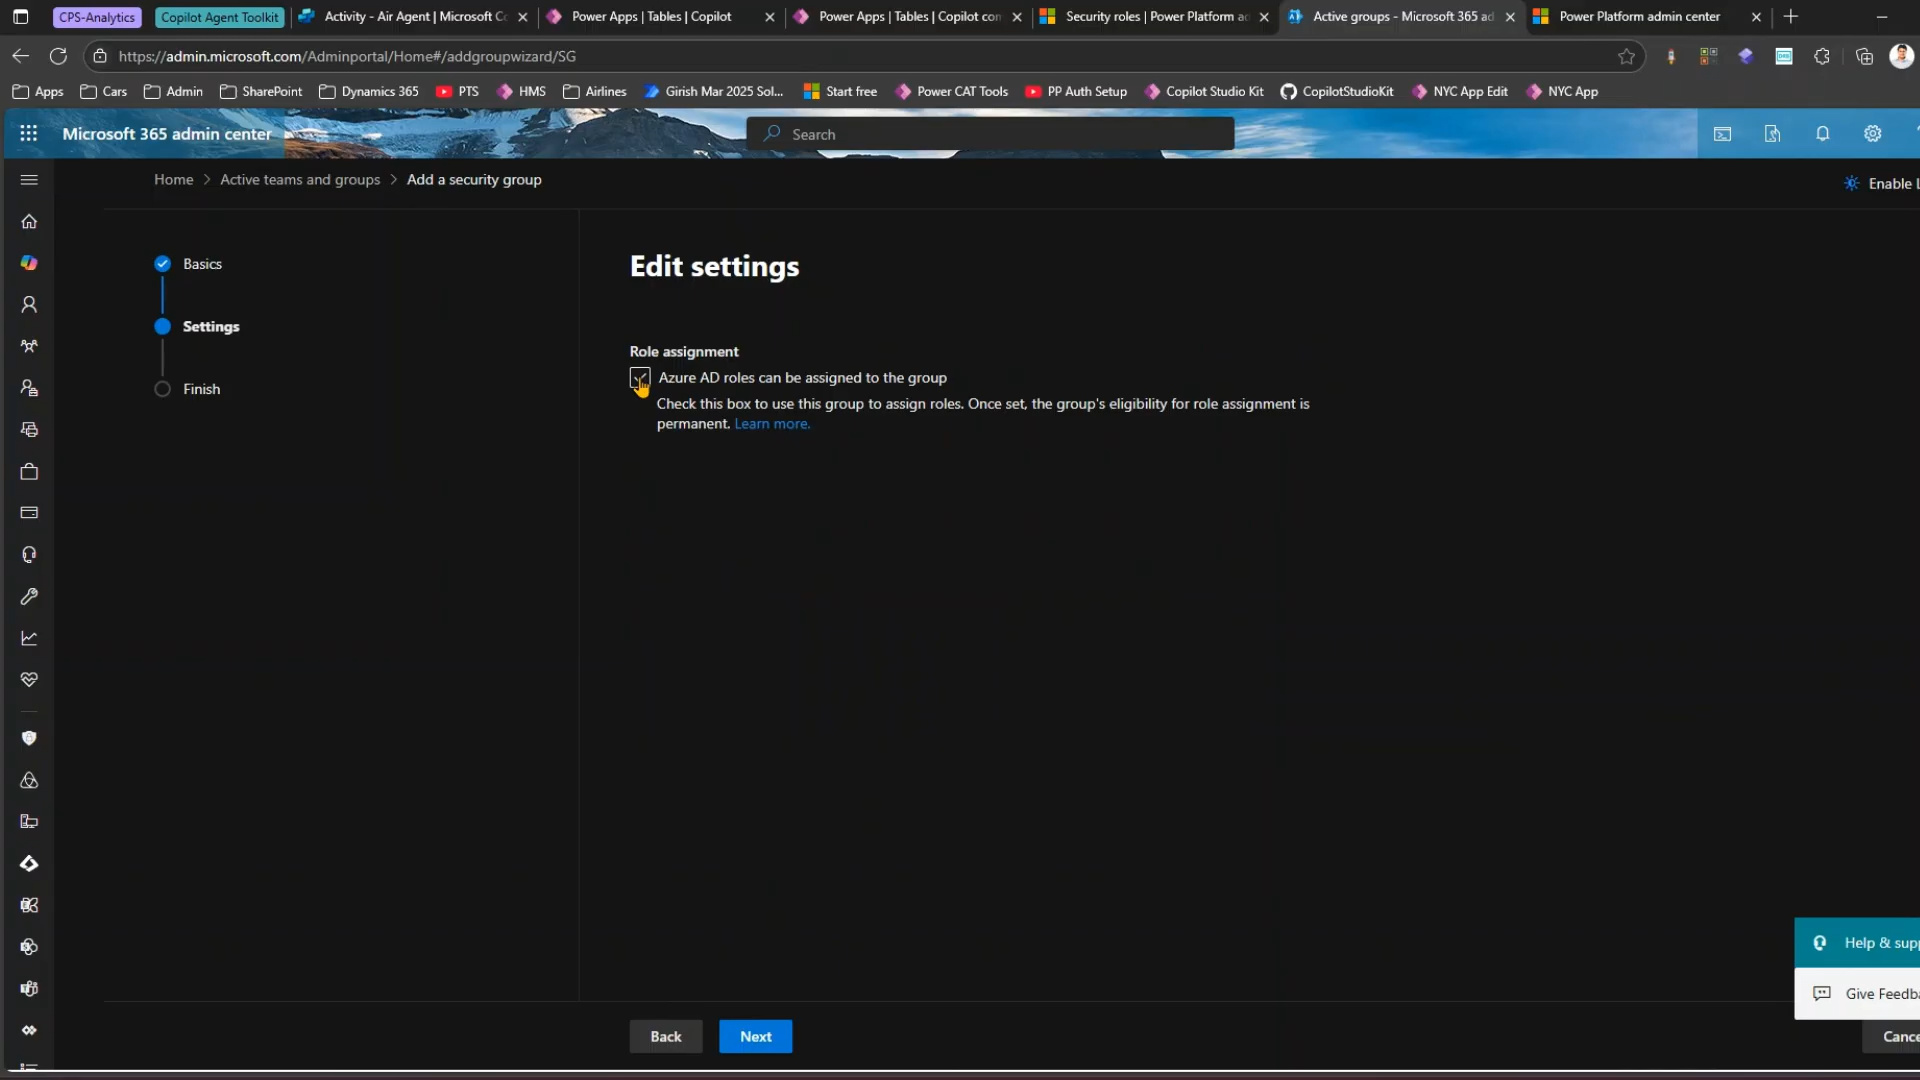 CPS-Analytics
Copilot Agent Toolkit
Activity - Air Agent | Microsoft Co
Power Apps | Tables | Copilot
Power Apps | Tables | Copilot con
Security roles | Power Platform ad
Active groups - Microsoft 365 ad
Power Platform admin center
https://admin.microsoft.com/Adminportal/Home#/addgroupwizard/SG
Apps
Cars
Admin
SharePoint
Dynamics 365
PTS
HMS
Airlines
Girish Mar 2025 Sol...
Start free
Power CAT Tools
PP Auth Setup
Copilot Studio Kit
CopilotStudioKit
NYC App Edit
NYC App
Microsoft 365 admin center
Search
Home > Active teams and groups > Add a security group
Enable L
Basics
Settings
Finish
Edit settings
Role assignment
Azure AD roles can be assigned to the group
Check this box to use this group to assign roles. Once set, the group's eligibility for role assignment is
permanent. Learn more.
Help & supp
Give Feedba
Back
Next
Cance